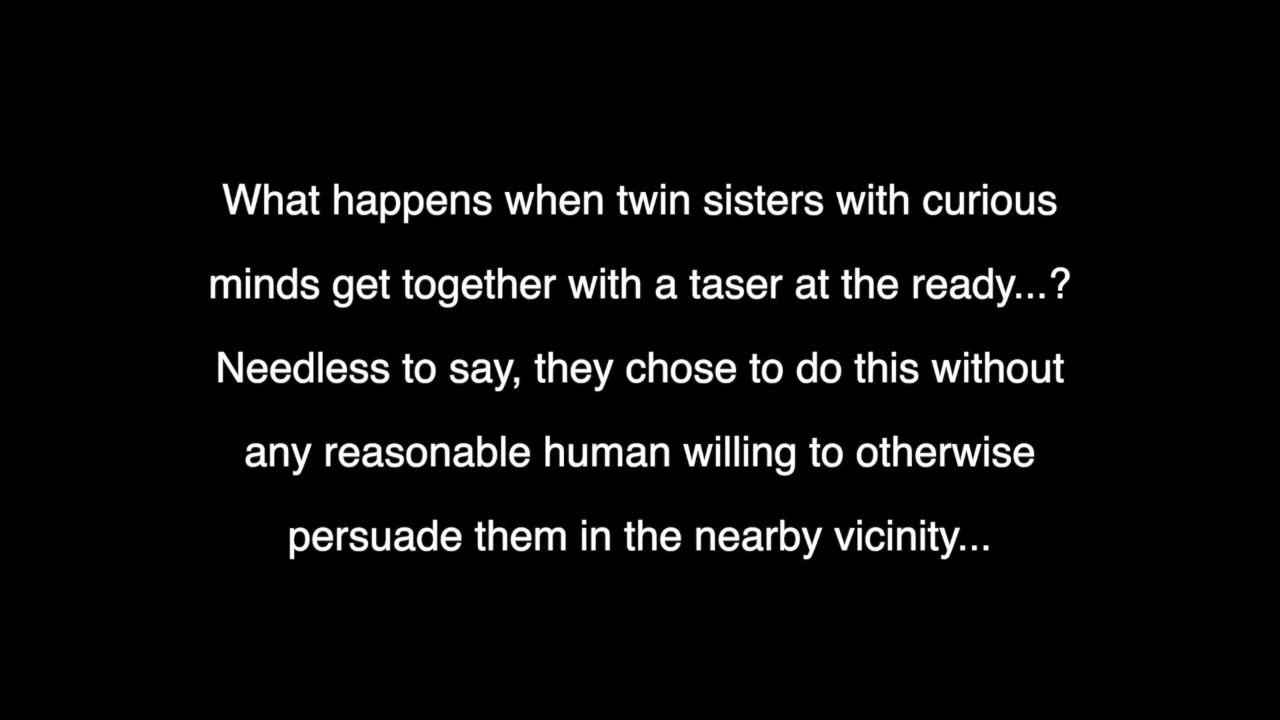 What happens when twin sisters with curious
minds get together with a taser at the ready...?
Needless to say, they chose to do this without
any reasonable human willing to otherwise
persuade them in the nearby vicinity...